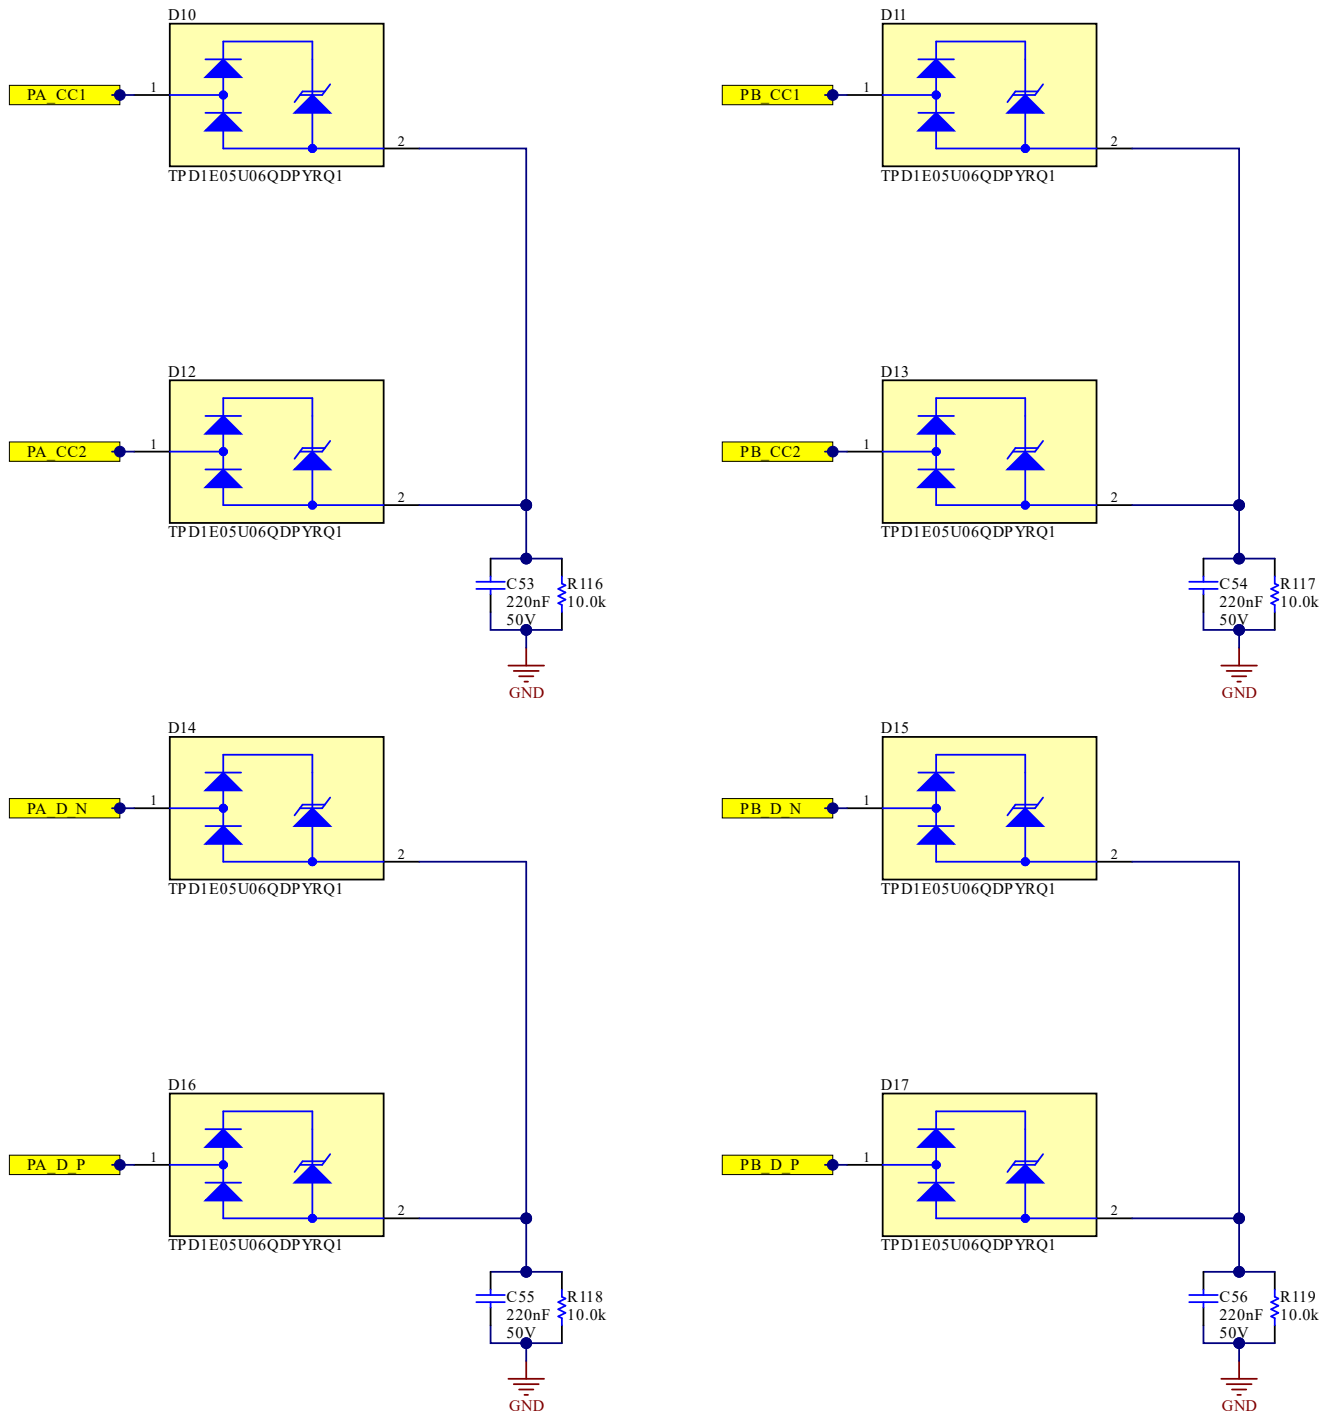 D10
PA_CC1
1
2
TPD1E05U06QDPYRQ1
D11
PB_CC1
1
2
TPD1E05U06QDPYRQ1
D12
PA_CC2
1
2
TPD1E05U06QDPYRQ1
D13
PB_CC2
1
2
TPD1E05U06QDPYRQ1
C53
220nF
50V
R116
10.0k
GND
C54
220nF
50V
R117
10.0k
GND
D14
PA_D_N
1
2
TPD1E05U06QDPYRQ1
D15
PB_D_N
1
2
TPD1E05U06QDPYRQ1
D16
PA_D_P
1
2
TPD1E05U06QDPYRQ1
D17
PB_D_P
1
2
TPD1E05U06QDPYRQ1
C55
220nF
50V
R118
10.0k
GND
C56
220nF
50V
R119
10.0k
GND